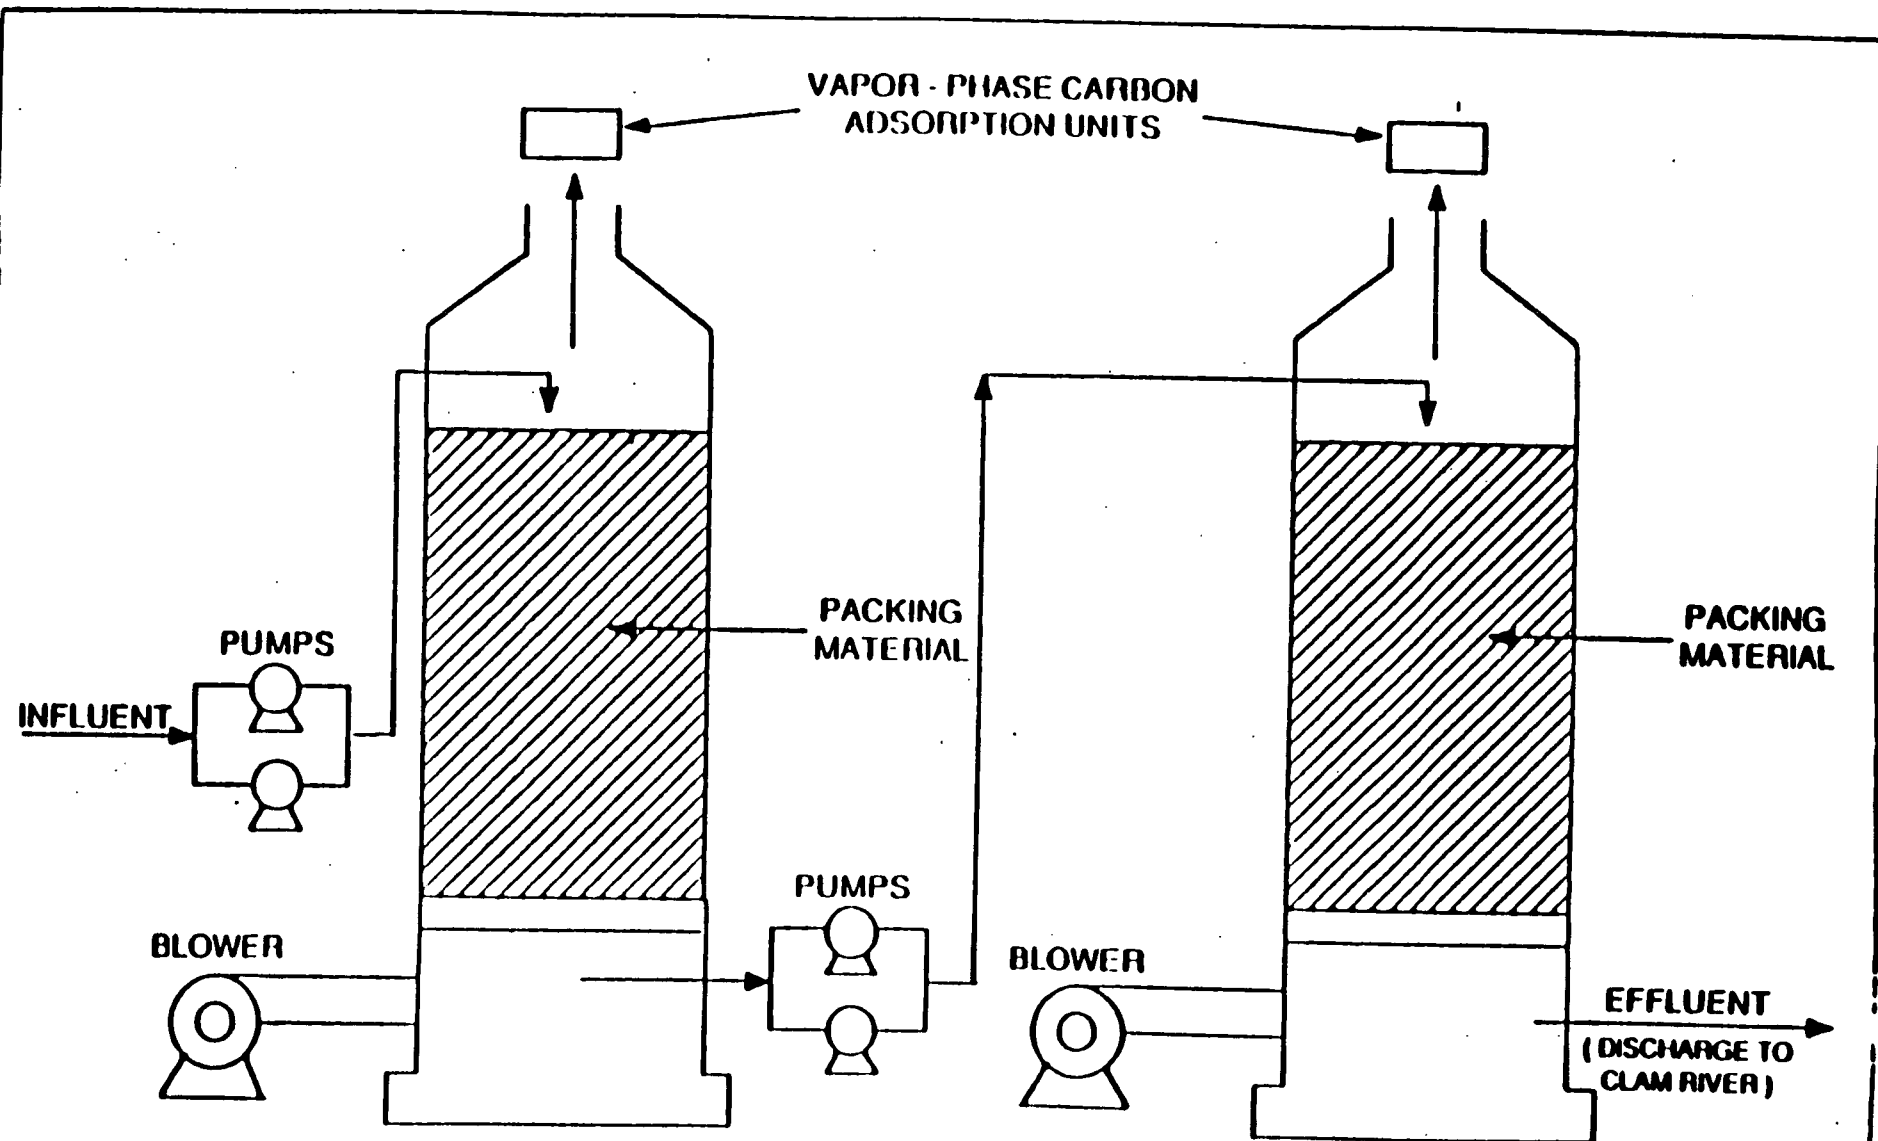 VAPOR - PHASE CARBON
ADSORPTION UNITS
PACKING
MATERIAL
PACKING
MATERIAL
PUMPS
INFLUENT
PUMPS
BLOWER
BLOWER
EFFLUENT
( DISCHARGE TO
CLAM RIVER )